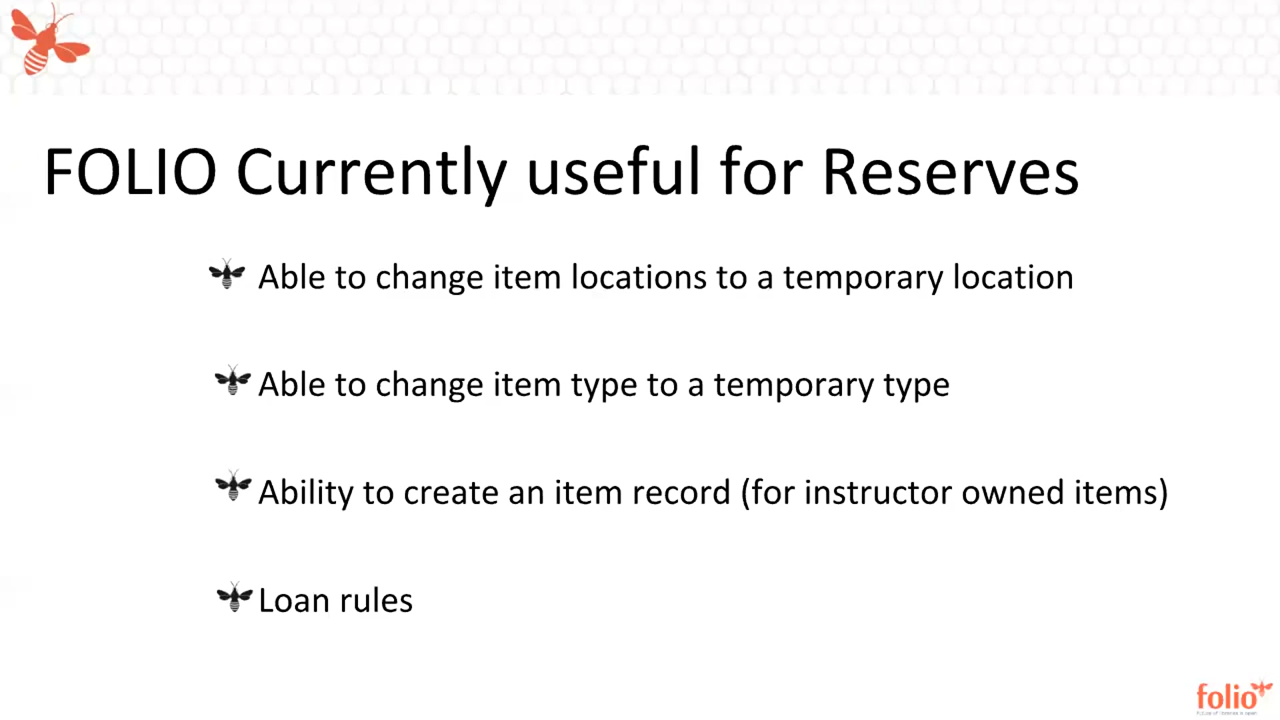 FOLIO Currently useful for Reserves
Able to change item locations to a temporary location
Able to change item type to a temporary type
Ability to create an item record (for instructor owned items)
Loan rules
folio